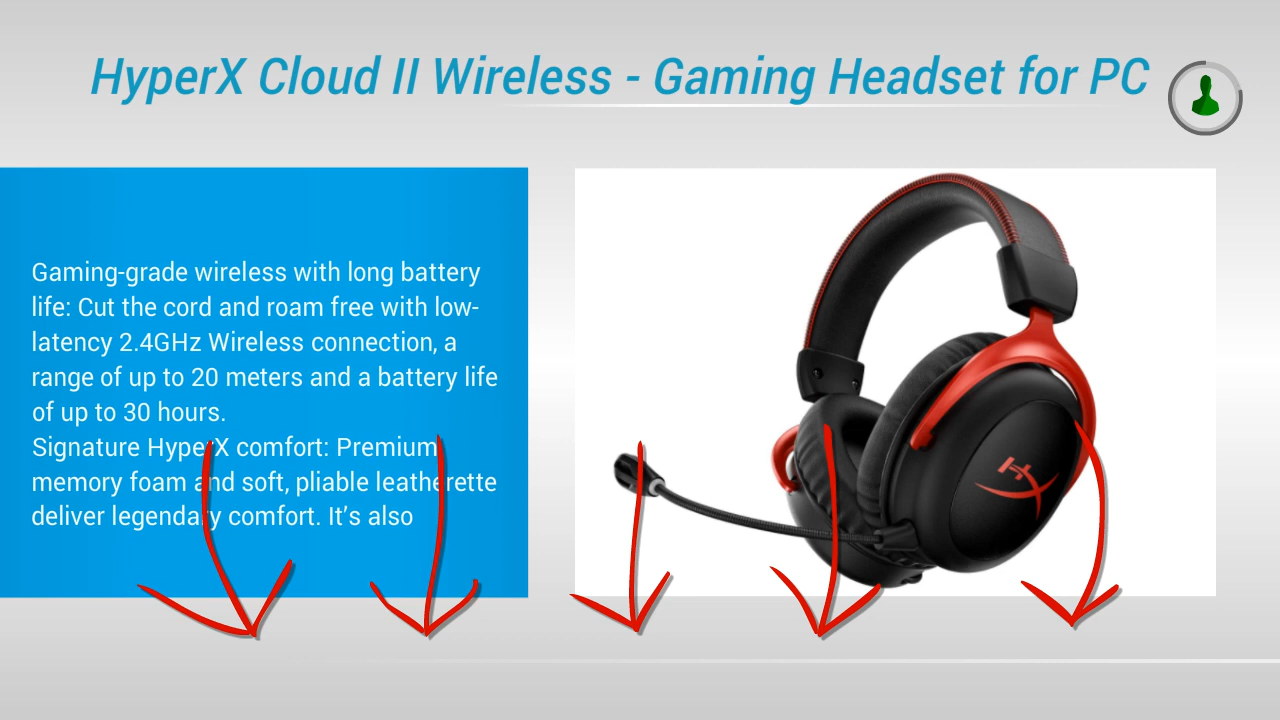 HyperX Cloud II Wireless - Gaming Headset for PC
Gaming-grade wireless with long battery
life: Cut the cord and roam free with low-
latency 2.4GHz Wireless connection, a
range of up to 20 meters and a battery life
of up to 30 hours.
Signature HyperX comfort: Premium
memory foam and soft, pliable leatherette
deliver legendary comfort. It’s also
HX